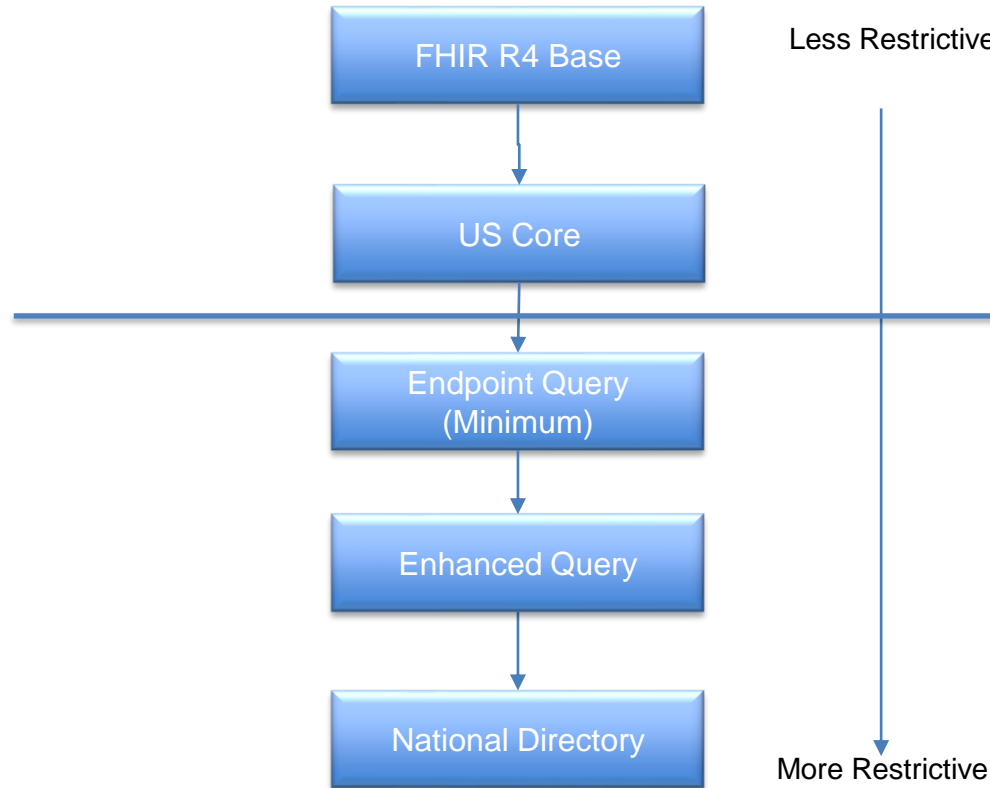 FHIR R4 Base
Less Restrictive
US Core
Endpoint Query
(Minimum)
Enhanced Query
National Directory
More Restrictive